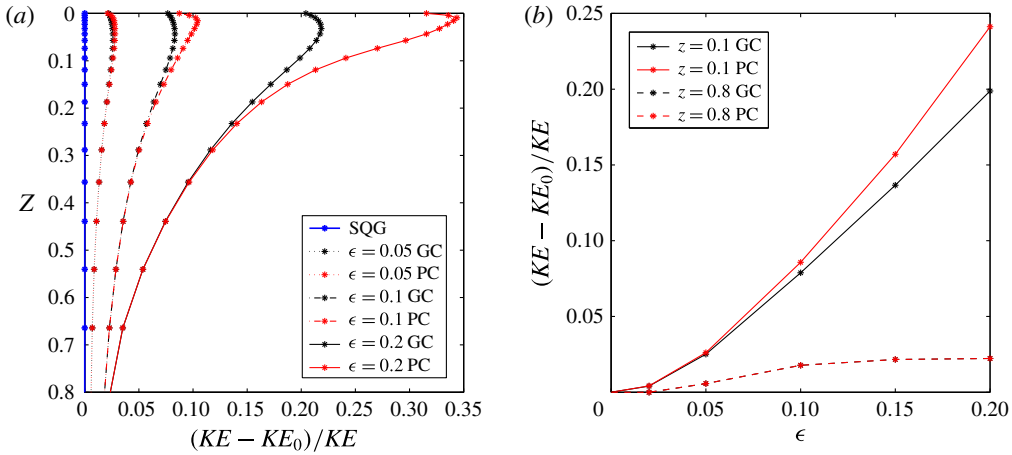 (a)
0
0.1
0.2
0.3
0.4
0.5
0.6
0.7
0.8
Z
0 0.05 0.10 0.15 0.20 0.25 0.30 0.35
(KE − KE₀)/KE
SQG
ϵ = 0.05 GC
ϵ = 0.05 PC
ϵ = 0.1 GC
ϵ = 0.1 PC
ϵ = 0.2 GC
ϵ = 0.2 PC
(b)
0.25
0.20
0.15
0.10
0.05
(KE − KE₀)/KE
0 0.05 0.10 0.15 0.20
ϵ
z = 0.1 GC
z = 0.1 PC
z = 0.8 GC
z = 0.8 PC